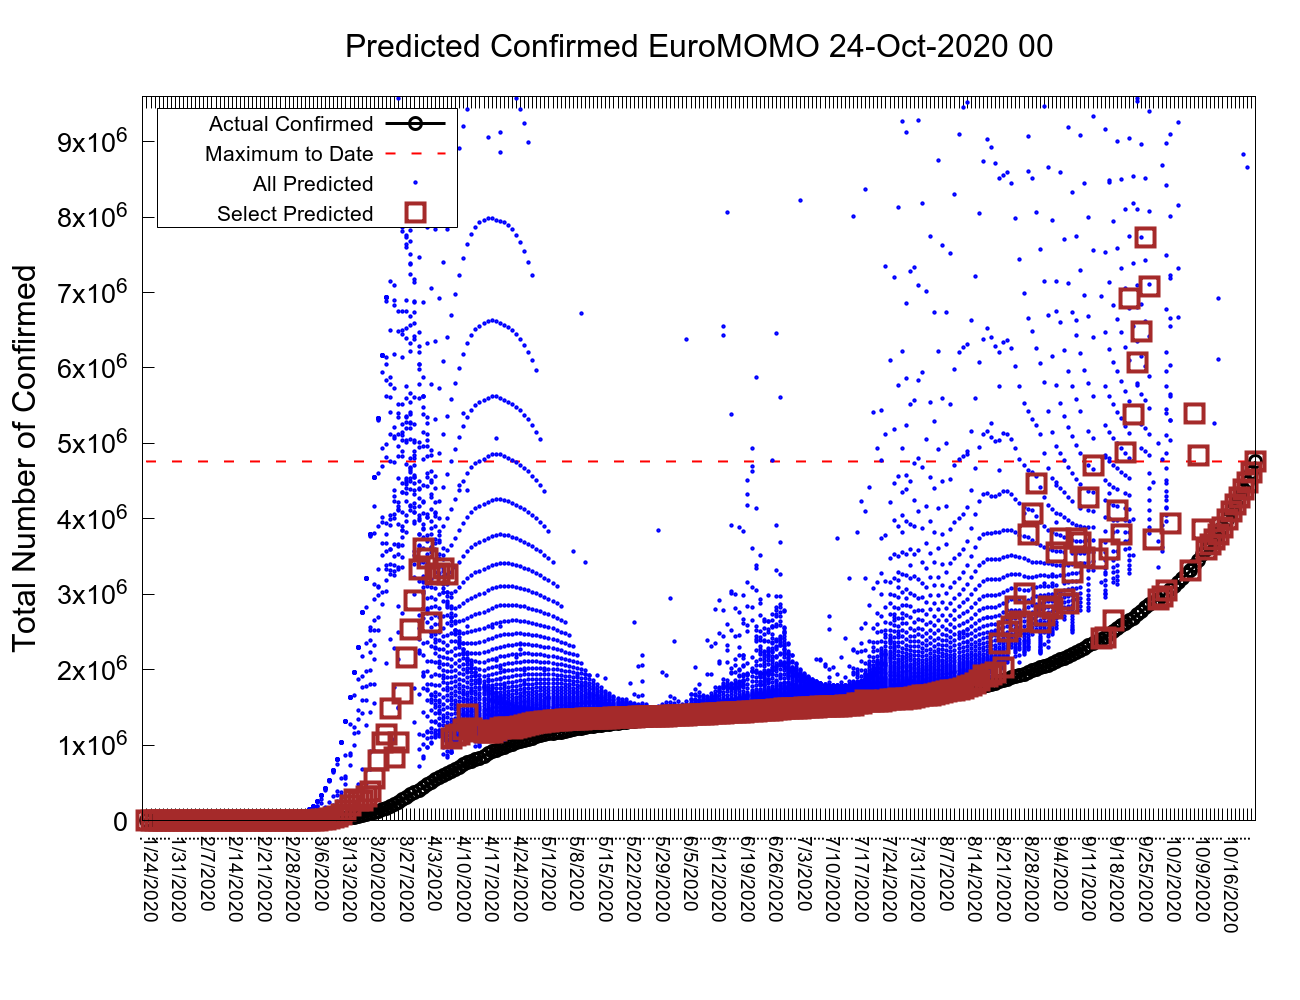 Predicted Confirmed EuroMOMO 24-Oct-2020 00
Actual Confirmed
Maximum to Date
All Predicted
Select Predicted
Total Number of Confirmed
9x10^6
8x10^6
7x10^6
6x10^6
5x10^6
4x10^6
3x10^6
2x10^6
1x10^6
0
1/24/2020
1/31/2020
2/7/2020
2/14/2020
2/21/2020
2/28/2020
3/6/2020
3/13/2020
3/20/2020
3/27/2020
4/3/2020
4/10/2020
4/17/2020
4/24/2020
5/1/2020
5/8/2020
5/15/2020
5/22/2020
5/29/2020
6/5/2020
6/12/2020
6/19/2020
6/26/2020
7/3/2020
7/10/2020
7/17/2020
7/24/2020
7/31/2020
8/7/2020
8/14/2020
8/21/2020
8/28/2020
9/4/2020
9/11/2020
9/18/2020
9/25/2020
10/2/2020
10/9/2020
10/16/2020